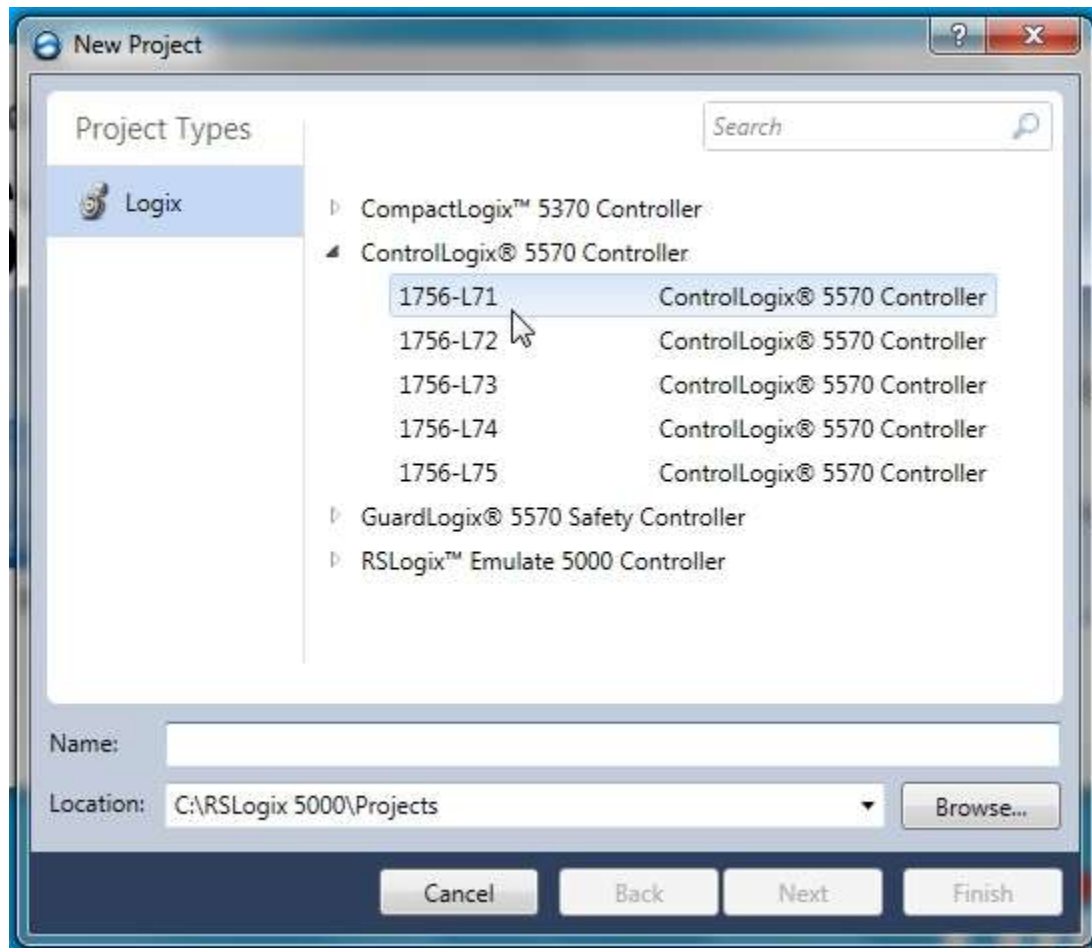 New Project
?
X
Project Types
Search
Logix
CompactLogix™ 5370 Controller
ControlLogix® 5570 Controller
1756-L71 ControlLogix® 5570 Controller
1756-L72 ControlLogix® 5570 Controller
1756-L73 ControlLogix® 5570 Controller
1756-L74 ControlLogix® 5570 Controller
1756-L75 ControlLogix® 5570 Controller
GuardLogix® 5570 Safety Controller
RSLogix™ Emulate 5000 Controller
Name:
Location: C:\RSLogix 5000\Projects Browse...
Cancel Back Next Finish